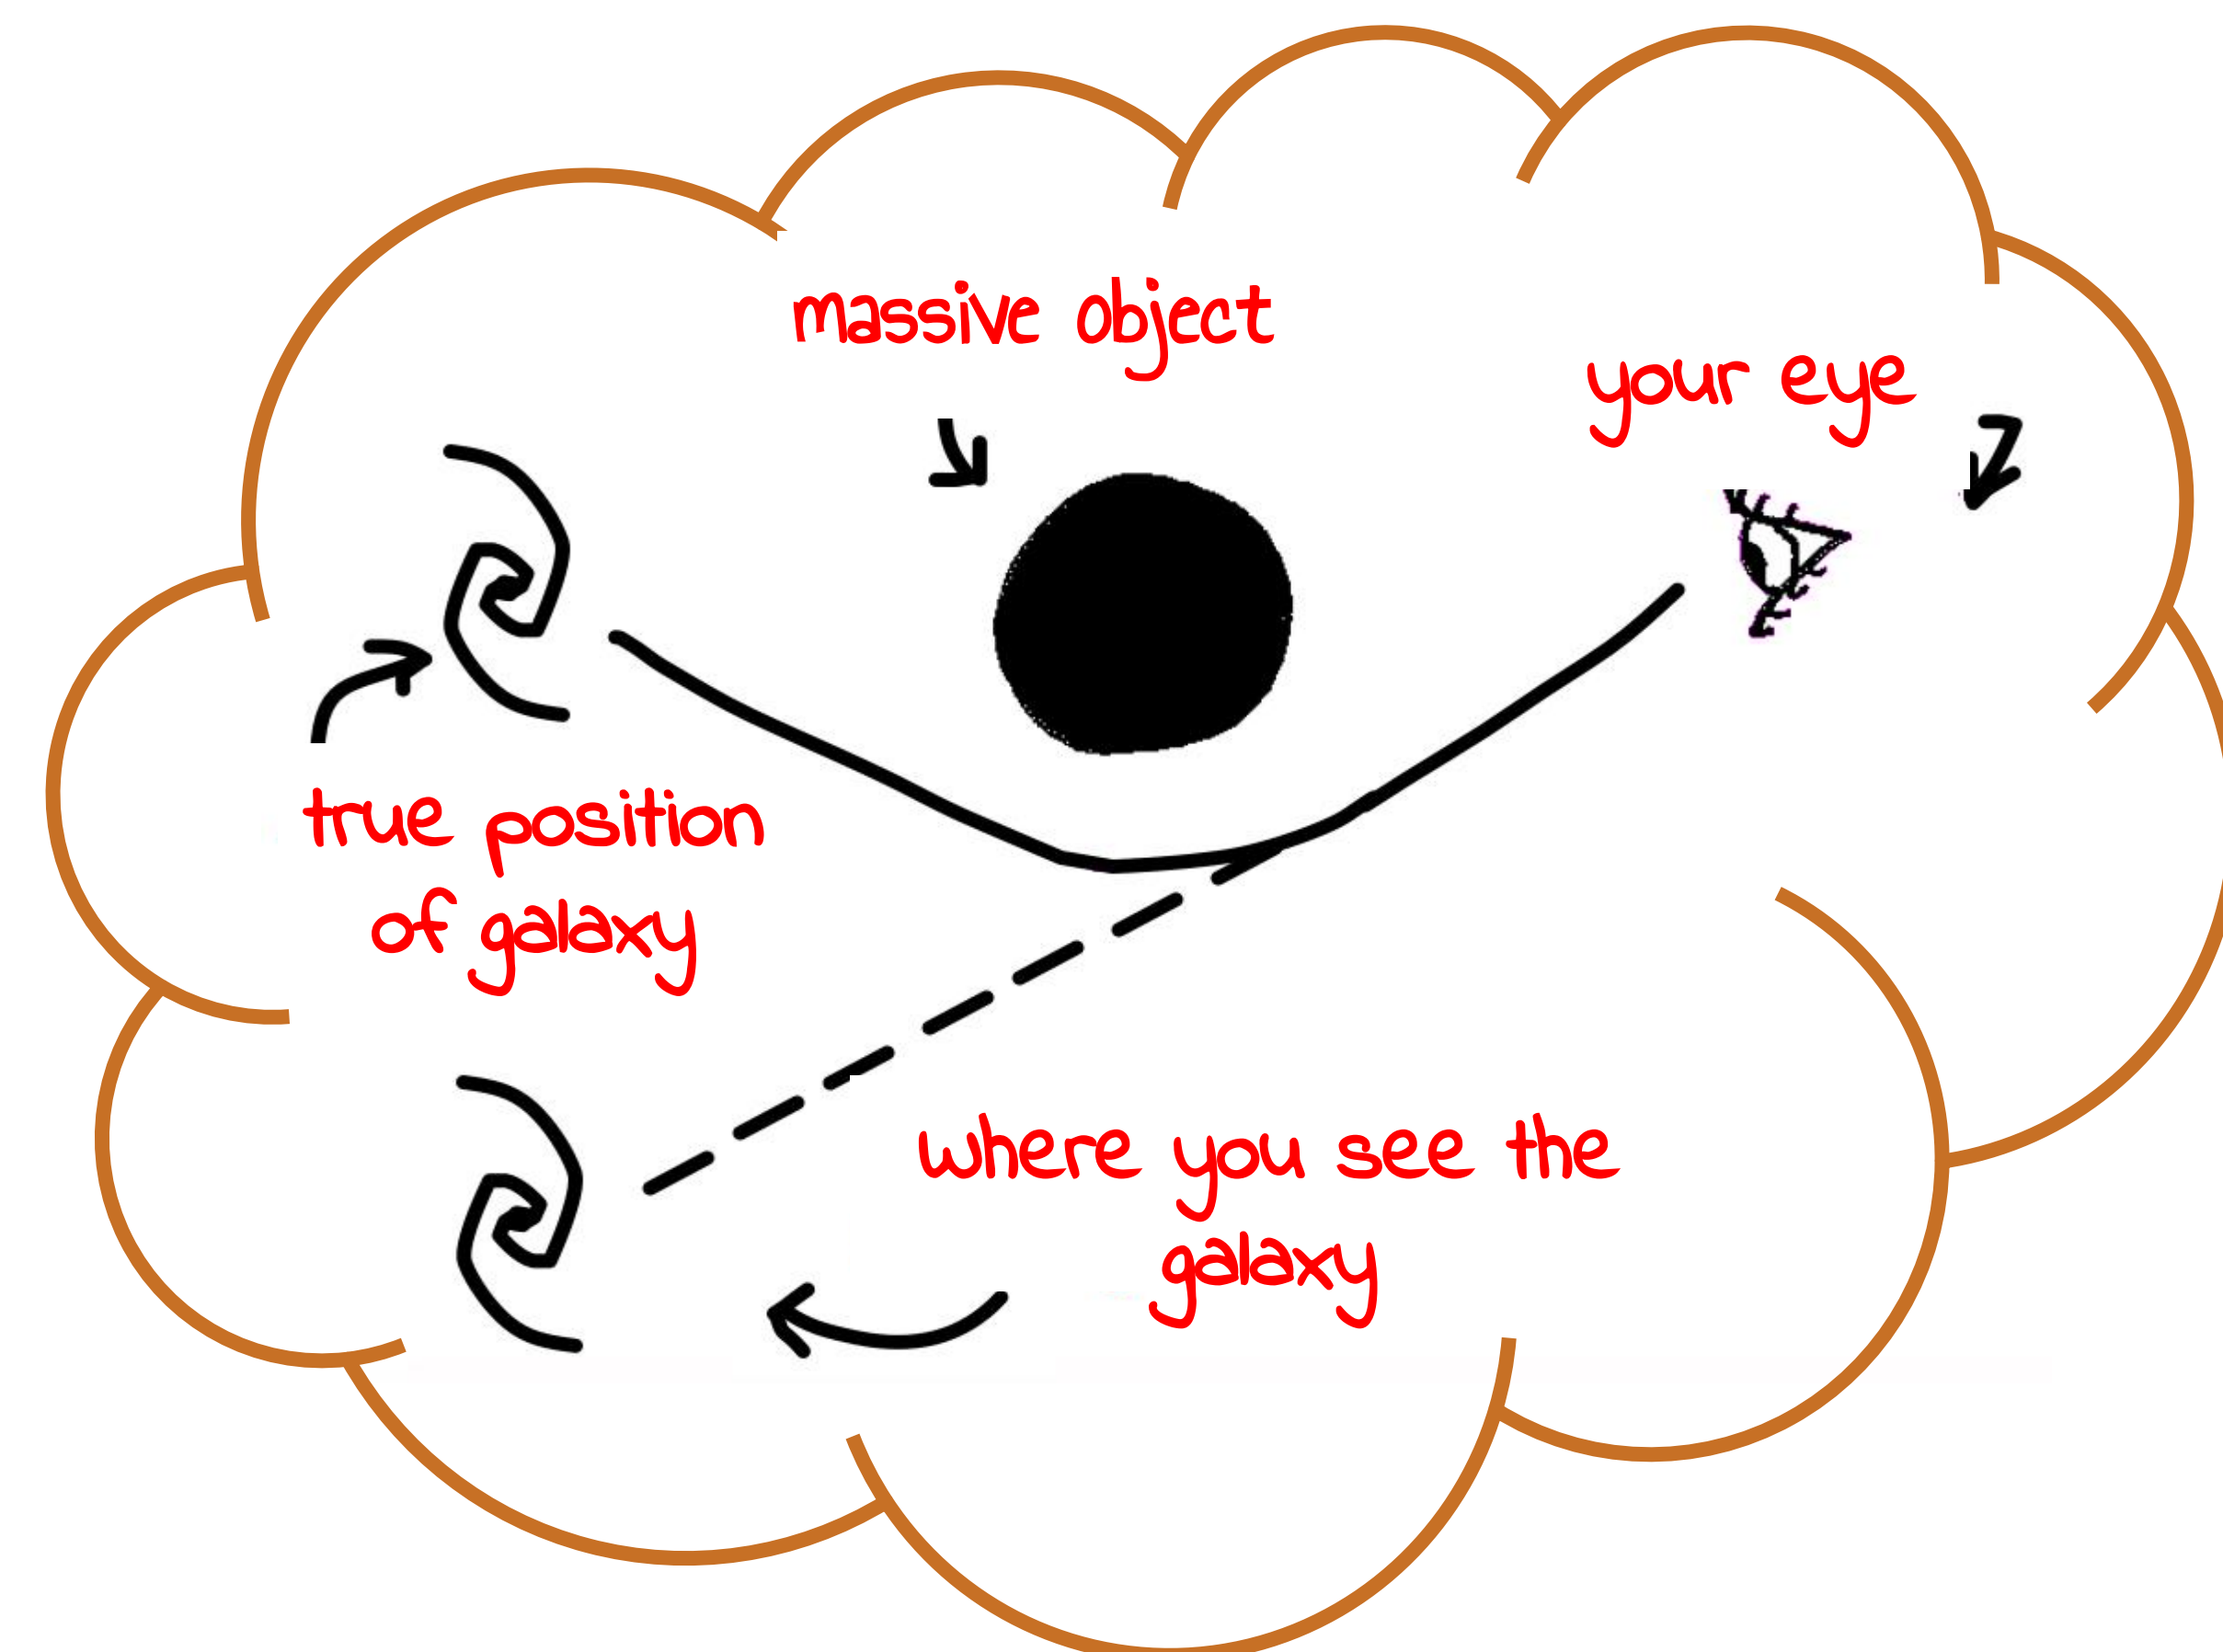 massive object
your eye
true position
of galaxy
where you see the
galaxy